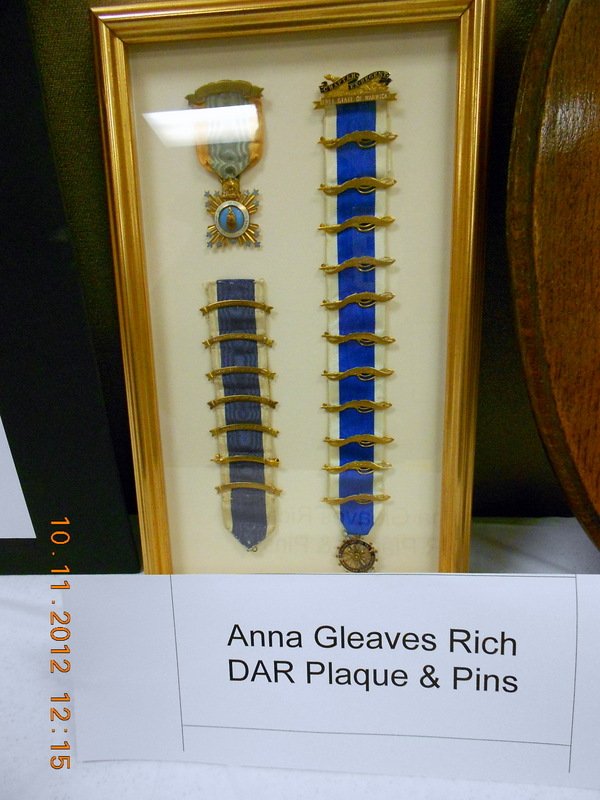 Anna Gleaves Rich
DAR Plaque & Pins
10.11.2012 12:15